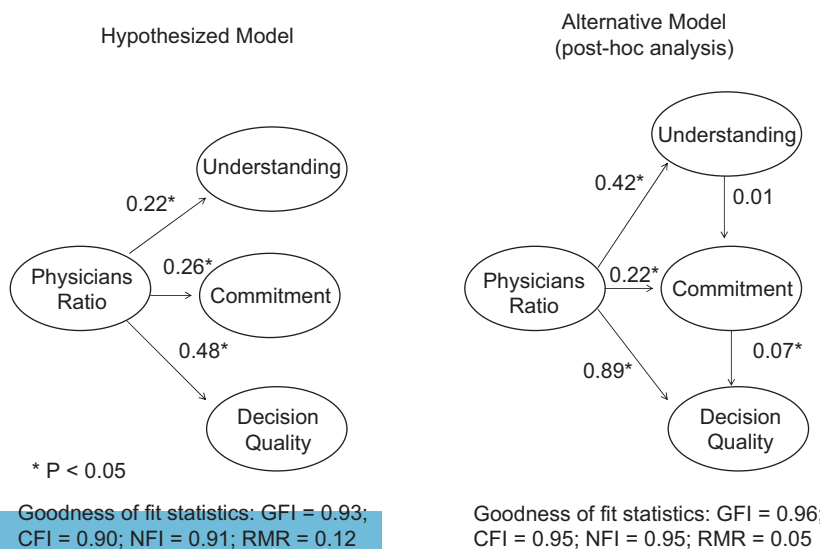 Hypothesized Model
Understanding
0.22*
Physicians
Ratio
0.26*
Commitment
0.48*
Decision
Quality
* P < 0.05
Goodness of fit statistics: GFI = 0.93;
CFI = 0.90; NFI = 0.91; RMR = 0.12
Alternative Model
(post-hoc analysis)
Understanding
0.42*
0.01
Physicians
Ratio
0.22*
Commitment
0.89*
0.07*
Decision
Quality
Goodness of fit statistics: GFI = 0.96;
CFI = 0.95; NFI = 0.95; RMR = 0.05